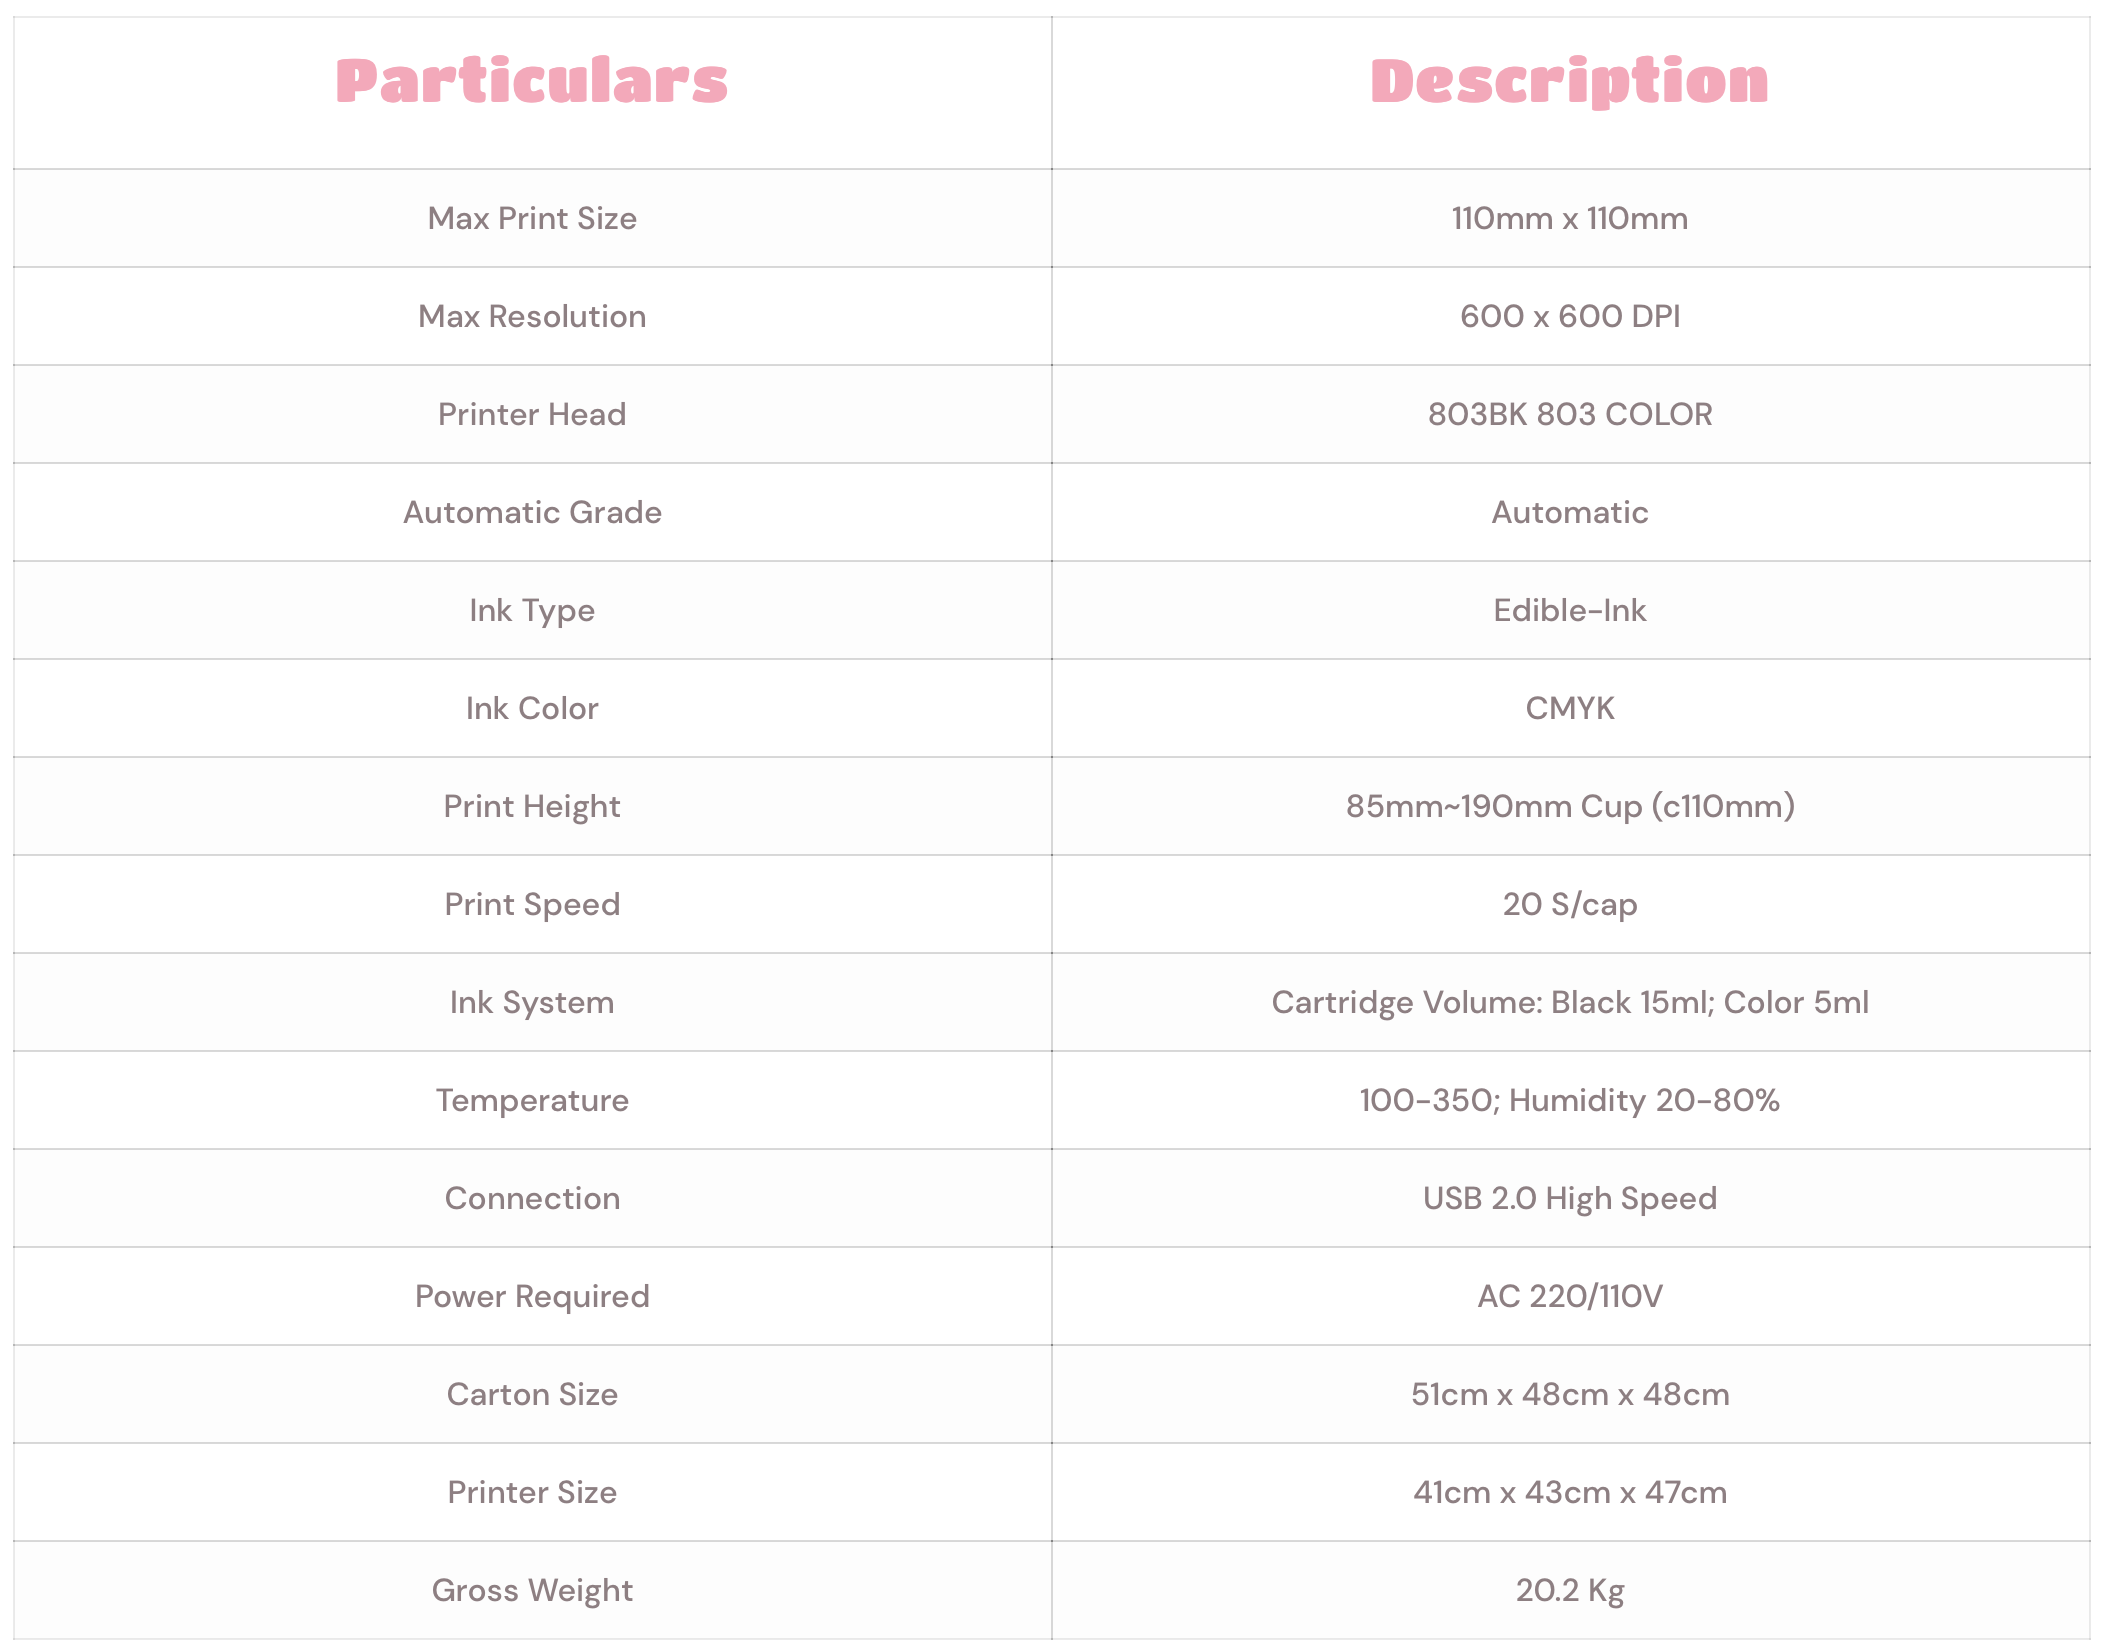 Particulars Description
Max Print Size 110mm x 110mm
Max Resolution 600 x 600 DPI
Printer Head 803BK 803 COLOR
Automatic Grade Automatic
Ink Type Edible-Ink
Ink Color CMYK
Print Height 85mm~190mm Cup (c110mm)
Print Speed 20 S/cap
Ink System Cartridge Volume: Black 15ml; Color 5ml
Temperature 100-350; Humidity 20-80%
Connection USB 2.0 High Speed
Power Required AC 220/110V
Carton Size 51cm x 48cm x 48cm
Printer Size 41cm x 43cm x 47cm
Gross Weight 20.2 Kg